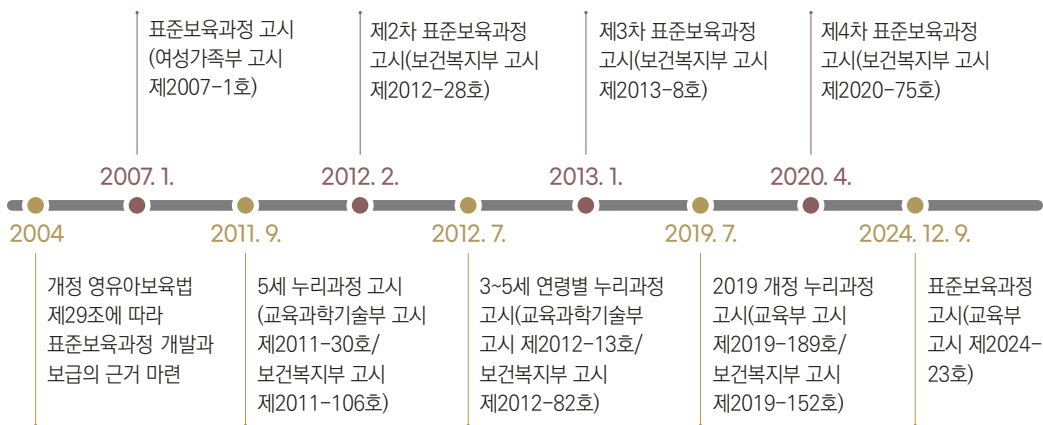 표준보육과정 고시
(여성가족부 고시
제2007-1호)
제2차 표준보육과정
고시(보건복지부 고시
제2012-28호)
제3차 표준보육과정
고시(보건복지부 고시
제2013-8호)
제4차 표준보육과정
고시(보건복지부 고시
제2020-75호)
2007. 1.
2012. 2.
2013. 1.
2020. 4.
2004
2011. 9.
2012. 7.
2019. 7.
2024. 12. 9.
개정 영유아보육법
제29조에 따라
표준보육과정 개발과
보급의 근거 마련
5세 누리과정 고시
(교육과학기술부 고시
제2011-30호/
보건복지부 고시
제2011-106호)
3~5세 연령별 누리과정
고시(교육과학기술부
고시 제2012-13호/
보건복지부 고시
제2012-82호)
2019 개정 누리과정
고시(교육부 고시
제2019-189호/
보건복지부 고시
제2019-152호)
표준보육과정
고시(교육부
고시 제2024-
23호)